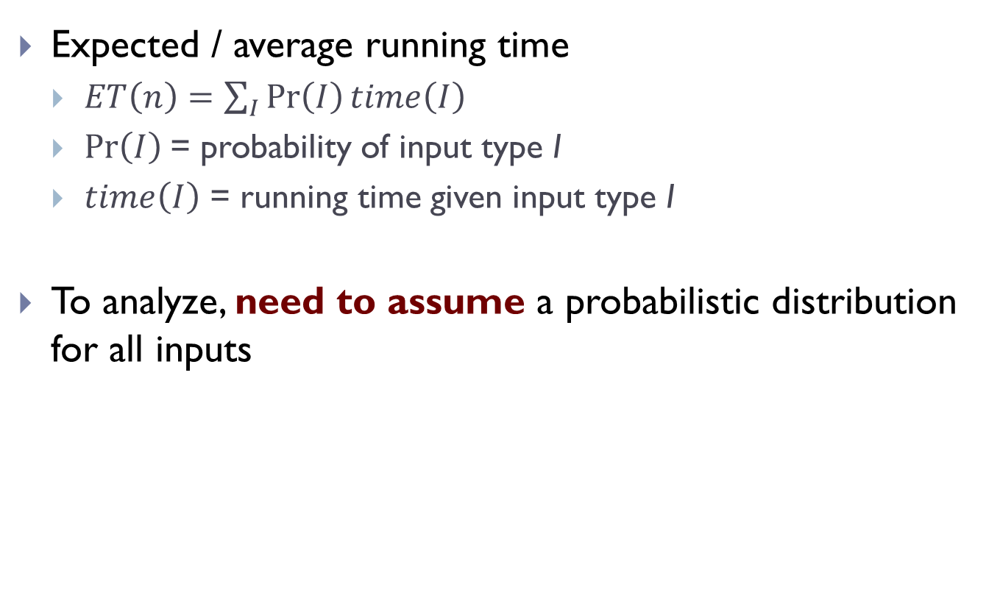 Expected / average running time
𝐸𝑇(𝑛) = ∑_𝐼 Pr(𝐼) 𝑡𝑖𝑚𝑒(𝐼)
Pr(𝐼) = probability of input type I
𝑡𝑖𝑚𝑒(𝐼) = running time given input type I
To analyze, need to assume a probabilistic distribution
for all inputs